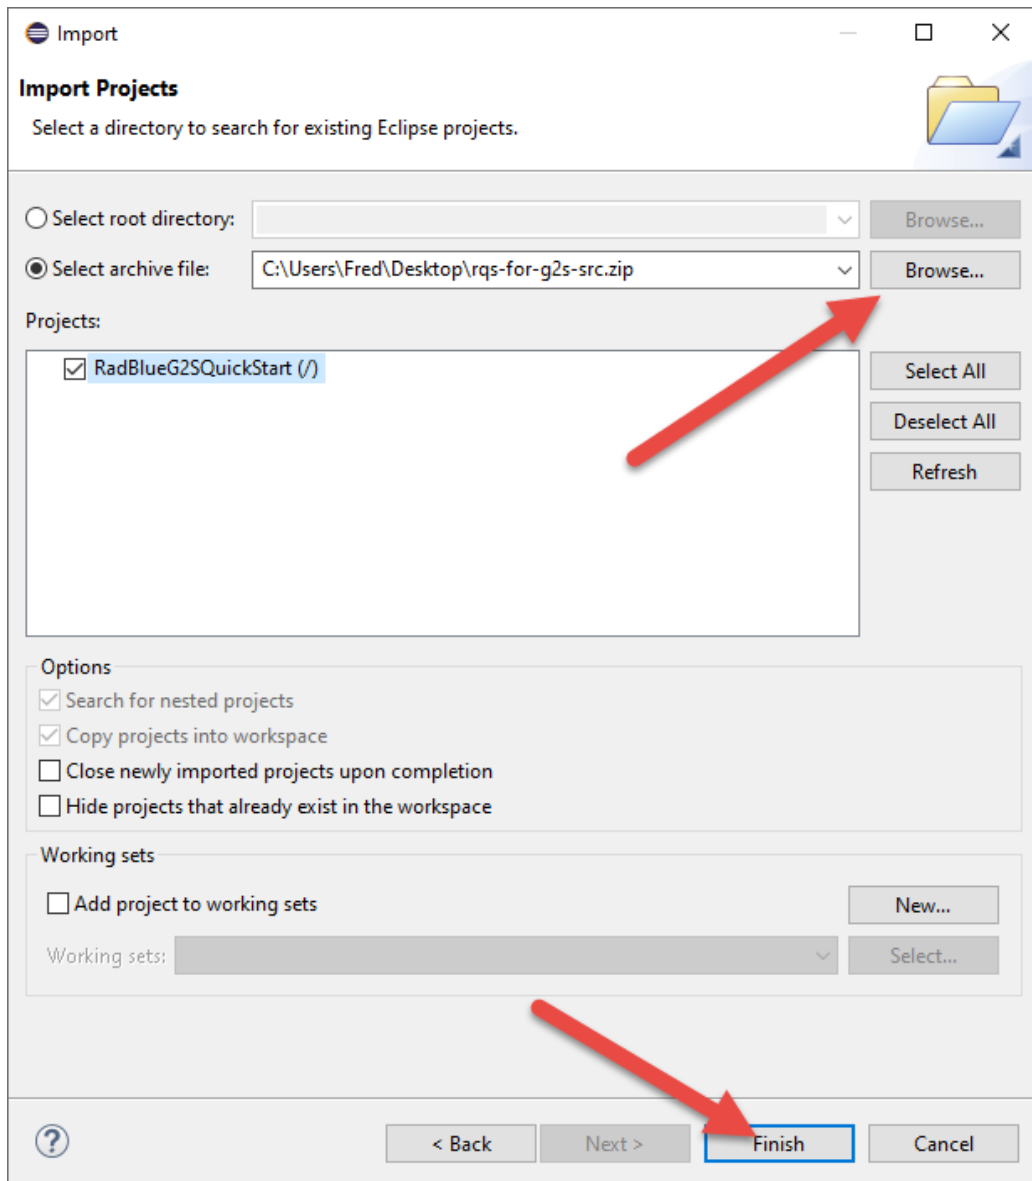 Import
Import Projects
Select a directory to search for existing Eclipse projects.
Select root directory: Browse...
Select archive file: C:\Users\Fred\Desktop\rqs-for-g2s-src.zip Browse...
Projects:
RadBlueG2SQuickStart (/)
Select All
Deselect All
Refresh
Options
Search for nested projects
Copy projects into workspace
Close newly imported projects upon completion
Hide projects that already exist in the workspace
Working sets
Add project to working sets New...
Working sets: Select...
? < Back Next > Finish Cancel